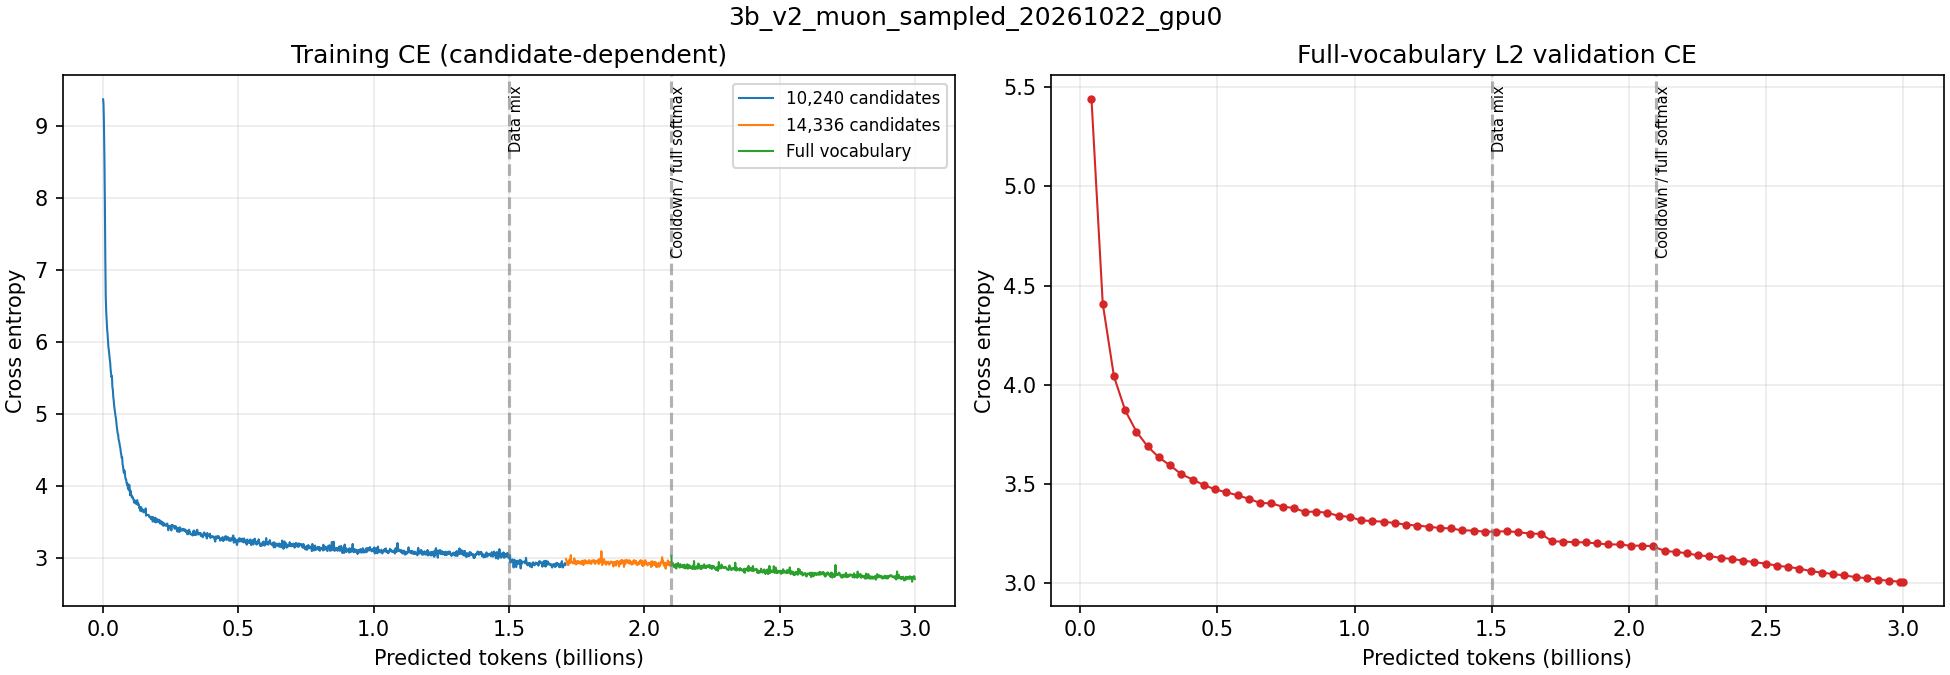 3b_v2_muon_sampled_20261022_gpu0
Training CE (candidate-dependent)
Cross entropy
9
8
7
6
5
4
3
Data mix
Cooldown / full softmax
10,240 candidates
14,336 candidates
Full vocabulary
0.0 0.5 1.0 1.5 2.0 2.5 3.0
Predicted tokens (billions)
Full-vocabulary L2 validation CE
Cross entropy
5.5
5.0
4.5
4.0
3.5
3.0
Data mix
Cooldown / full softmax
0.0 0.5 1.0 1.5 2.0 2.5 3.0
Predicted tokens (billions)